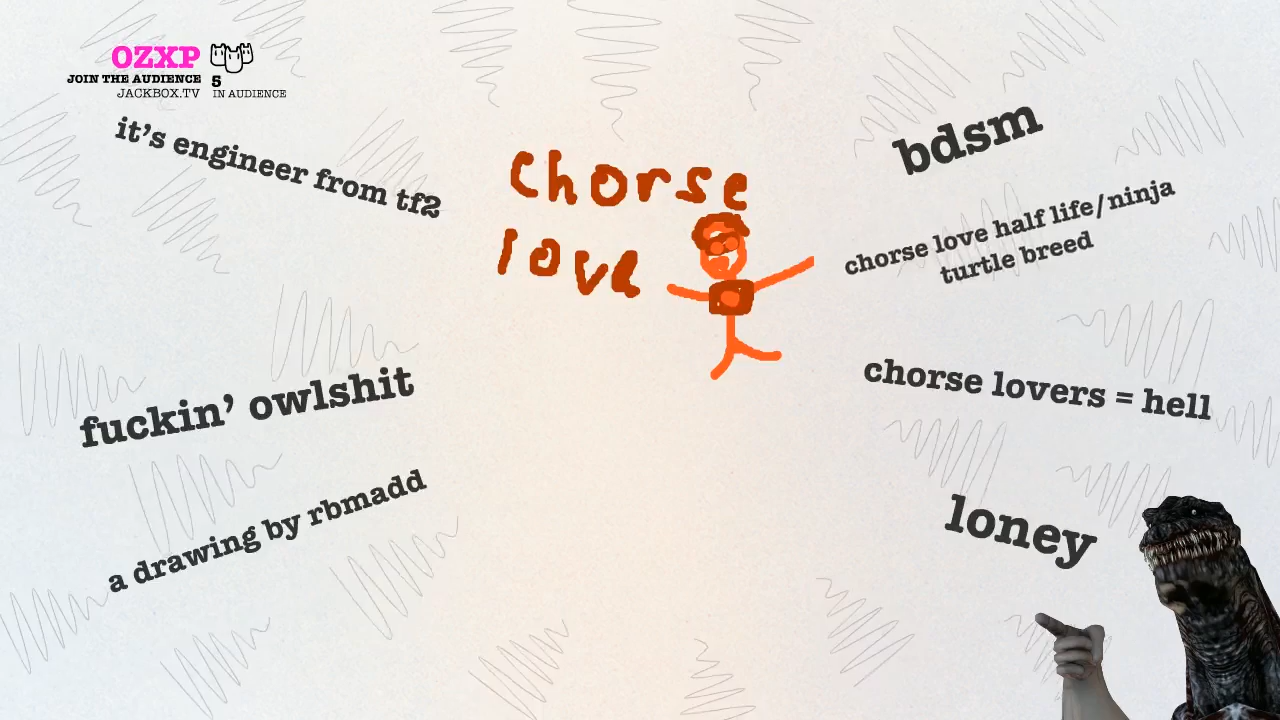 OZXP
JOIN THE AUDIENCE 5
JACKBOX.TV IN AUDIENCE
it's engineer from tf2
fuckin' owlshit
a drawing by rbmadd
chorse
love
bdsm
chorse love half life/ninja
turtle breed
chorse lovers = hell
loney